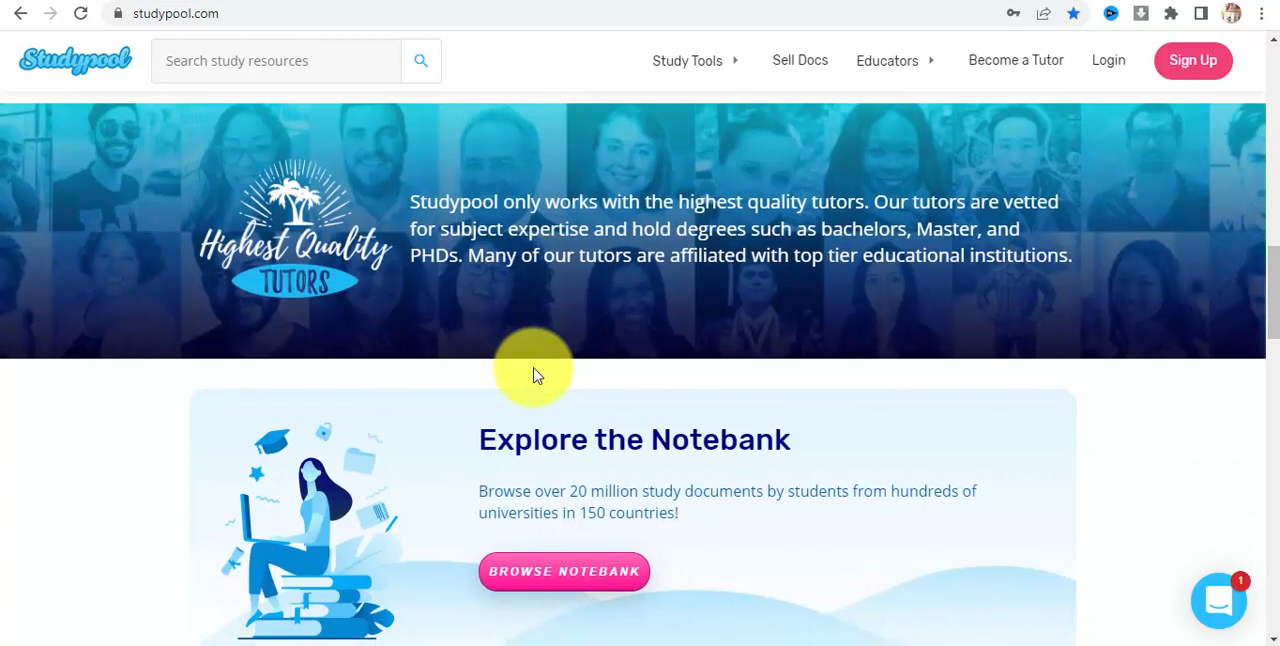 studypool.com
Studypool
Search study resources
Study Tools
Sell Docs
Educators
Become a Tutor
Login
Sign Up
Highest Quality
TUTORS
Studypool only works with the highest quality tutors. Our tutors are vetted
for subject expertise and hold degrees such as bachelors, Master, and
PHDs. Many of our tutors are affiliated with top tier educational institutions.
Explore the Notebank
Browse over 20 million study documents by students from hundreds of
universities in 150 countries!
BROWSE NOTEBANK
1